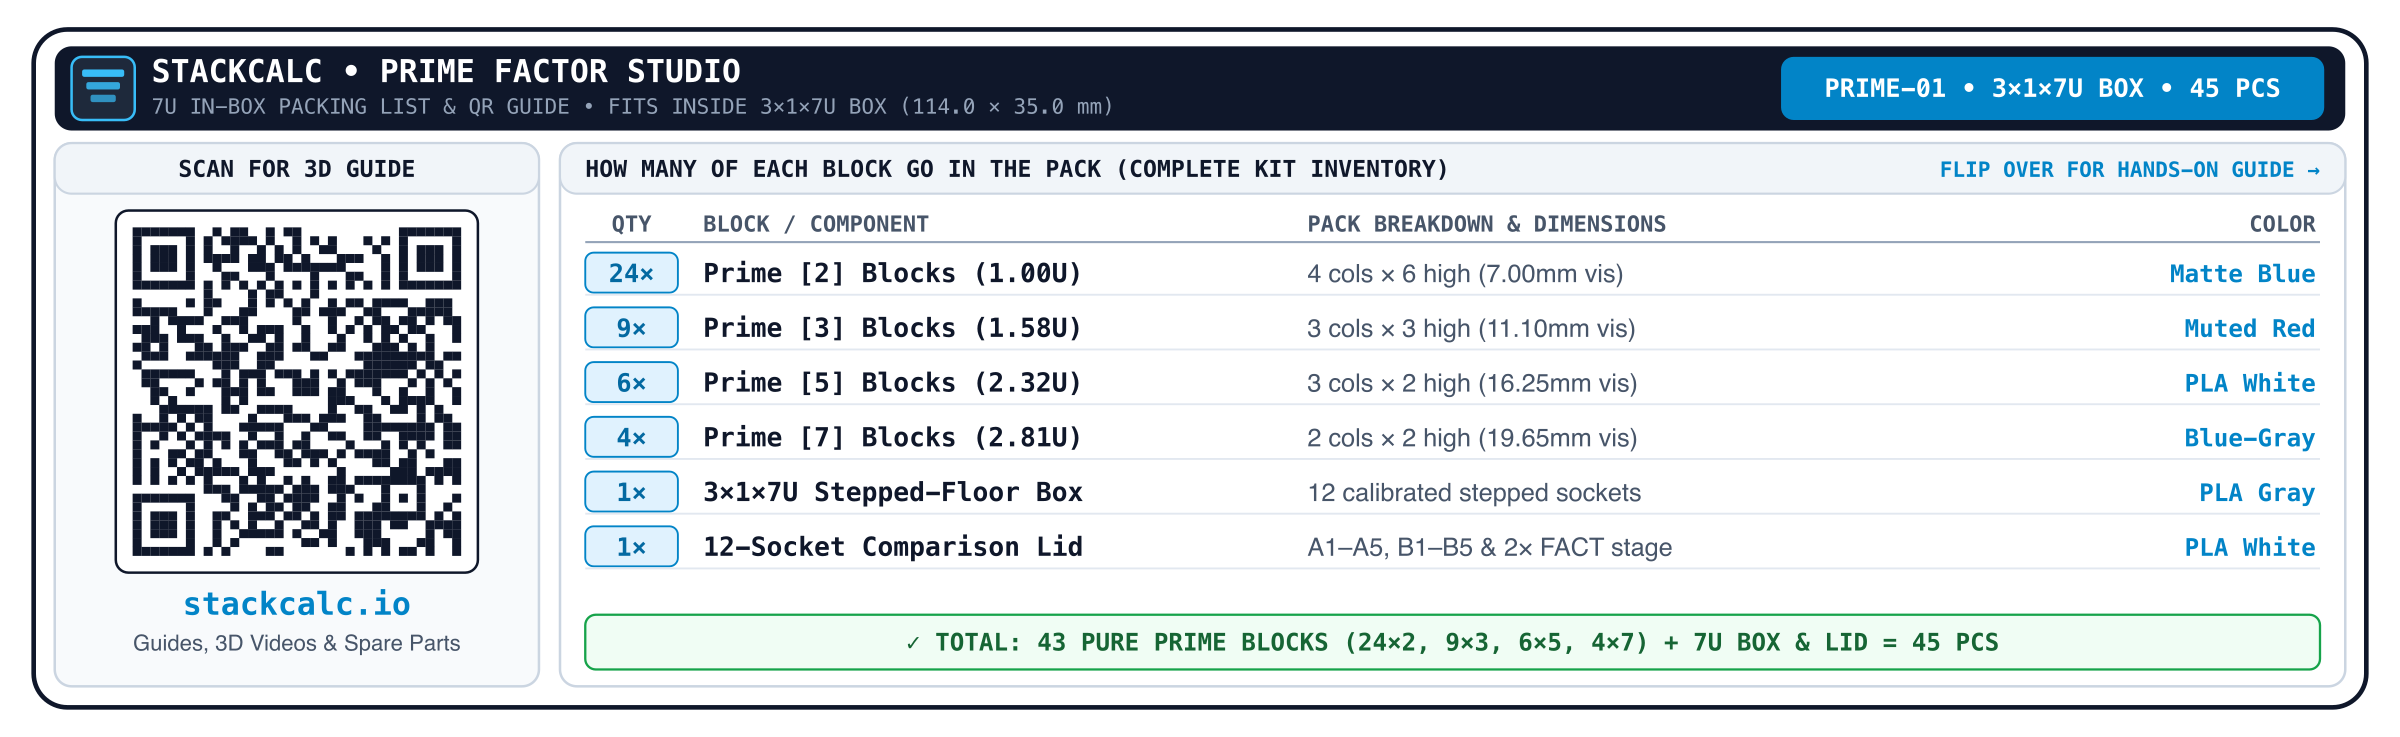 STACKCALC • PRIME FACTOR STUDIO
7U IN-BOX PACKING LIST & QR GUIDE • FITS INSIDE 3×1×7U BOX (114.0 × 35.0 mm)
PRIME-01 • 3×1×7U BOX • 45 PCS
SCAN FOR 3D GUIDE
stackcalc.io
Guides, 3D Videos & Spare Parts
HOW MANY OF EACH BLOCK GO IN THE PACK (COMPLETE KIT INVENTORY)
FLIP OVER FOR HANDS-ON GUIDE →
QTY BLOCK / COMPONENT PACK BREAKDOWN & DIMENSIONS COLOR
24× Prime [2] Blocks (1.00U) 4 cols × 6 high (7.00mm vis) Matte Blue
9× Prime [3] Blocks (1.58U) 3 cols × 3 high (11.10mm vis) Muted Red
6× Prime [5] Blocks (2.32U) 3 cols × 2 high (16.25mm vis) PLA White
4× Prime [7] Blocks (2.81U) 2 cols × 2 high (19.65mm vis) Blue-Gray
1× 3×1×7U Stepped-Floor Box 12 calibrated stepped sockets PLA Gray
1× 12-Socket Comparison Lid A1–A5, B1–B5 & 2× FACT stage PLA White
✓ TOTAL: 43 PURE PRIME BLOCKS (24×2, 9×3, 6×5, 4×7) + 7U BOX & LID = 45 PCS